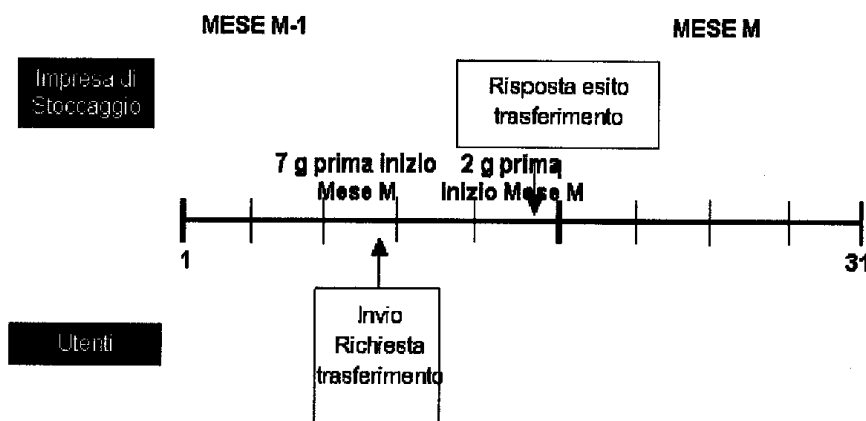 MESE M-1
MESE M
Impresa di
Stoccaggio
Risposta esito
trasferimento
7 g prima inizio
Mese M
2 g prima
inizio Mese M
1
31
Invio
Richiesta
trasferimento
Utenti